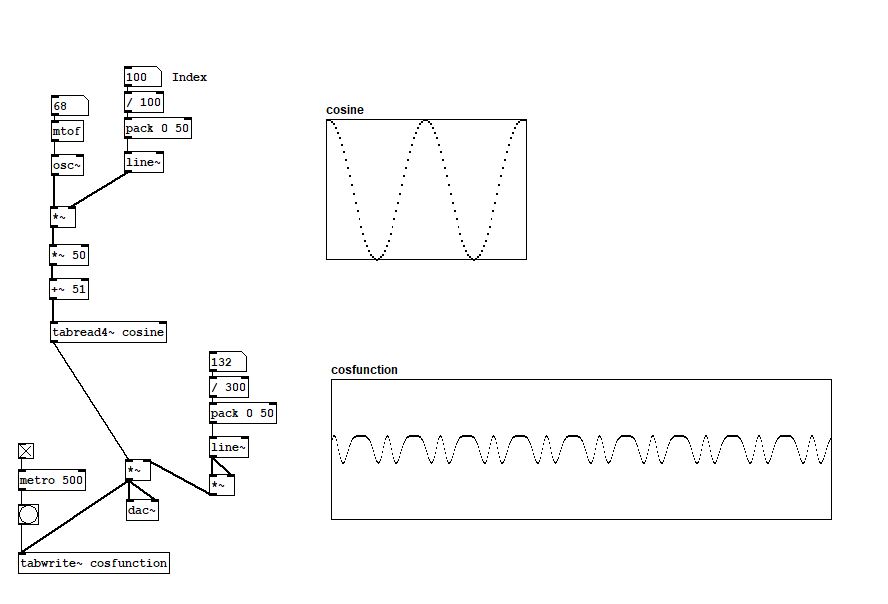 100 Index
/ 100
pack 0 50
line~
68
mtof
osc~
*~
*~ 50
+~ 51
tabread4~ cosine
132
/ 300
pack 0 50
line~
*~
*~
dac~
metro 500
tabwrite~ cosfunction
cosine
cosfunction